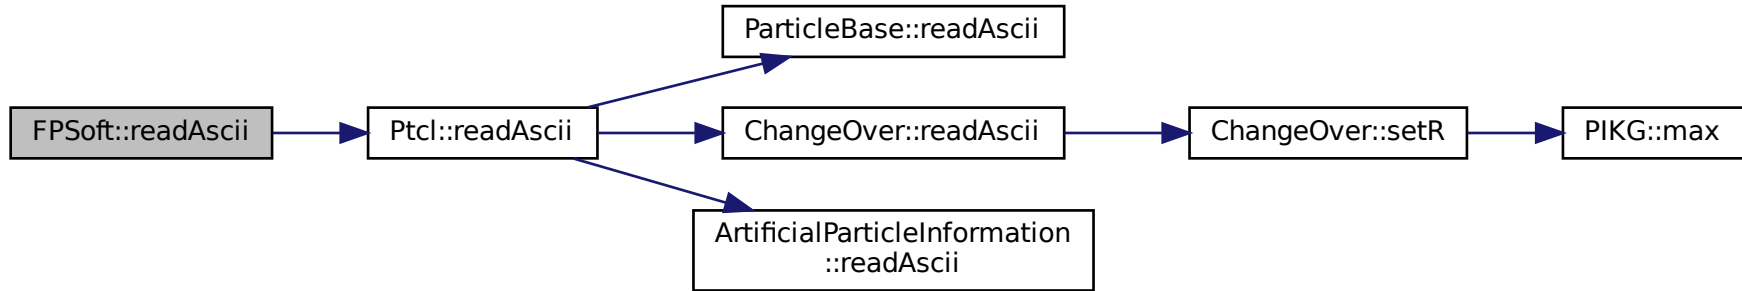 FPSoft::readAscii
Ptcl::readAscii
ParticleBase::readAscii
ChangeOver::readAscii
ArtificialParticleInformation
::readAscii
ChangeOver::setR
PIKG::max